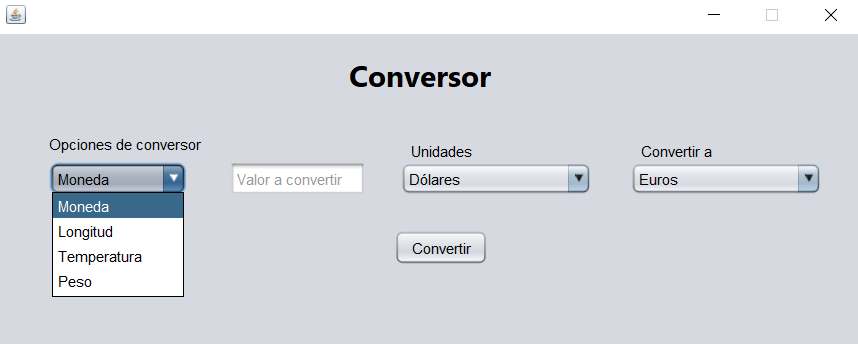 Conversor
Opciones de conversor
Unidades
Convertir a
Moneda
Valor a convertir
Dólares
Euros
Moneda
Longitud
Temperatura
Peso
Convertir